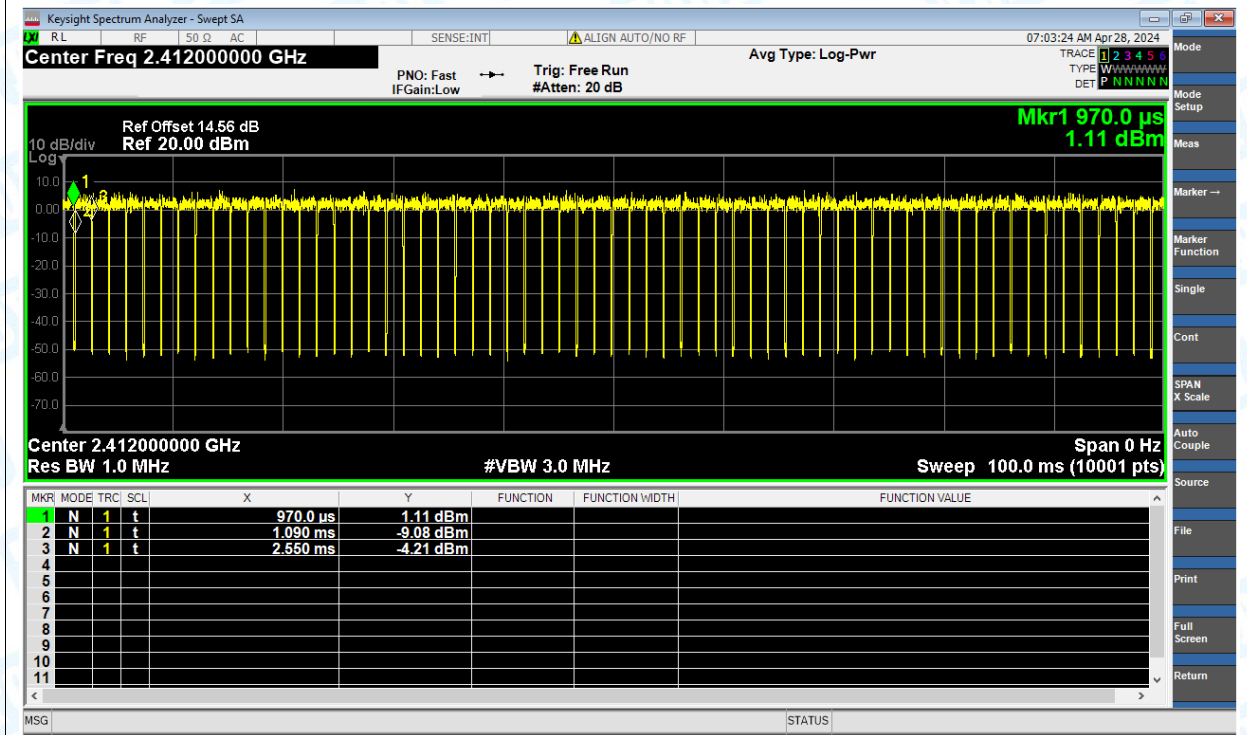 Keysight Spectrum Analyzer - Swept SA
LXI RL RF 50 Ω AC SENSE:INT ALIGN AUTO/NO RF 07:03:24 AM Apr 28, 2024
Center Freq 2.412000000 GHz
PNO: Fast
IFGain:Low
Trig: Free Run
#Atten: 20 dB
Avg Type: Log-Pwr
TRACE 1 2 3 4 5 6
TYPE WWWWWW
DET P N N N N N
Mkr1 970.0 µs
1.11 dBm
Ref Offset 14.56 dB
10 dB/div Ref 20.00 dBm
Log
10.0
0.00
-10.0
-20.0
-30.0
-40.0
-50.0
-60.0
-70.0
1
2
3
Center 2.412000000 GHz Span 0 Hz
Res BW 1.0 MHz #VBW 3.0 MHz Sweep 100.0 ms (10001 pts)
MKR MODE TRC SCL X Y FUNCTION FUNCTION WIDTH FUNCTION VALUE
1 N 1 t 970.0 µs 1.11 dBm
2 N 1 t 1.090 ms -9.08 dBm
3 N 1 t 2.550 ms -4.21 dBm
4
5
6
7
8
9
10
11
MSG STATUS
Mode
Mode
Setup
Meas
Marker →
Marker
Function
Single
Cont
SPAN
X Scale
Auto
Couple
Source
File
Print
Full
Screen
Return